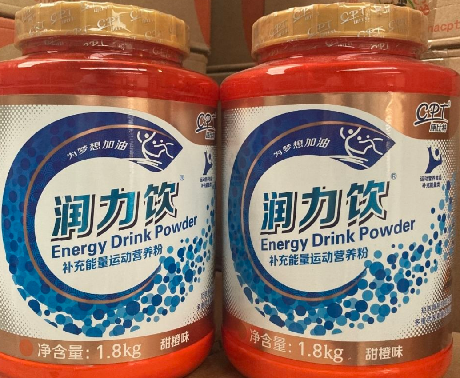 CPT
为梦想加油
润力饮®
Energy Drink Powder
补充能量运动营养粉
净含量:1.8kg
甜橙味
CPT
为梦想加油
润力饮®
Energy Drink Powder
补充能量运动营养粉
净含量:1.8kg
甜橙味